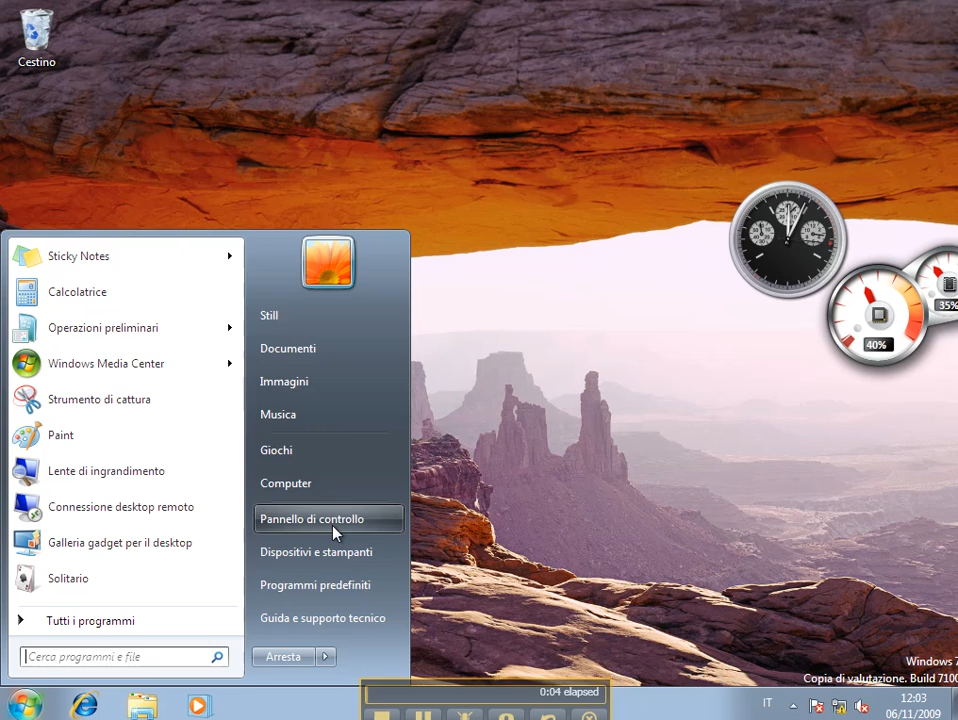 Cestino
Sticky Notes
Calcolatrice
Operazioni preliminari
Windows Media Center
Strumento di cattura
Paint
Lente di ingrandimento
Connessione desktop remoto
Galleria gadget per il desktop
Solitario
Tutti i programmi
Cerca programmi e file
Still
Documenti
Immagini
Musica
Giochi
Computer
Pannello di controllo
Dispositivi e stampanti
Programmi predefiniti
Guida e supporto tecnico
Arresta
35%
40%
Windows 7
Copia di valutazione. Build 7100
0:04 elapsed
IT
12:03
06/11/2009